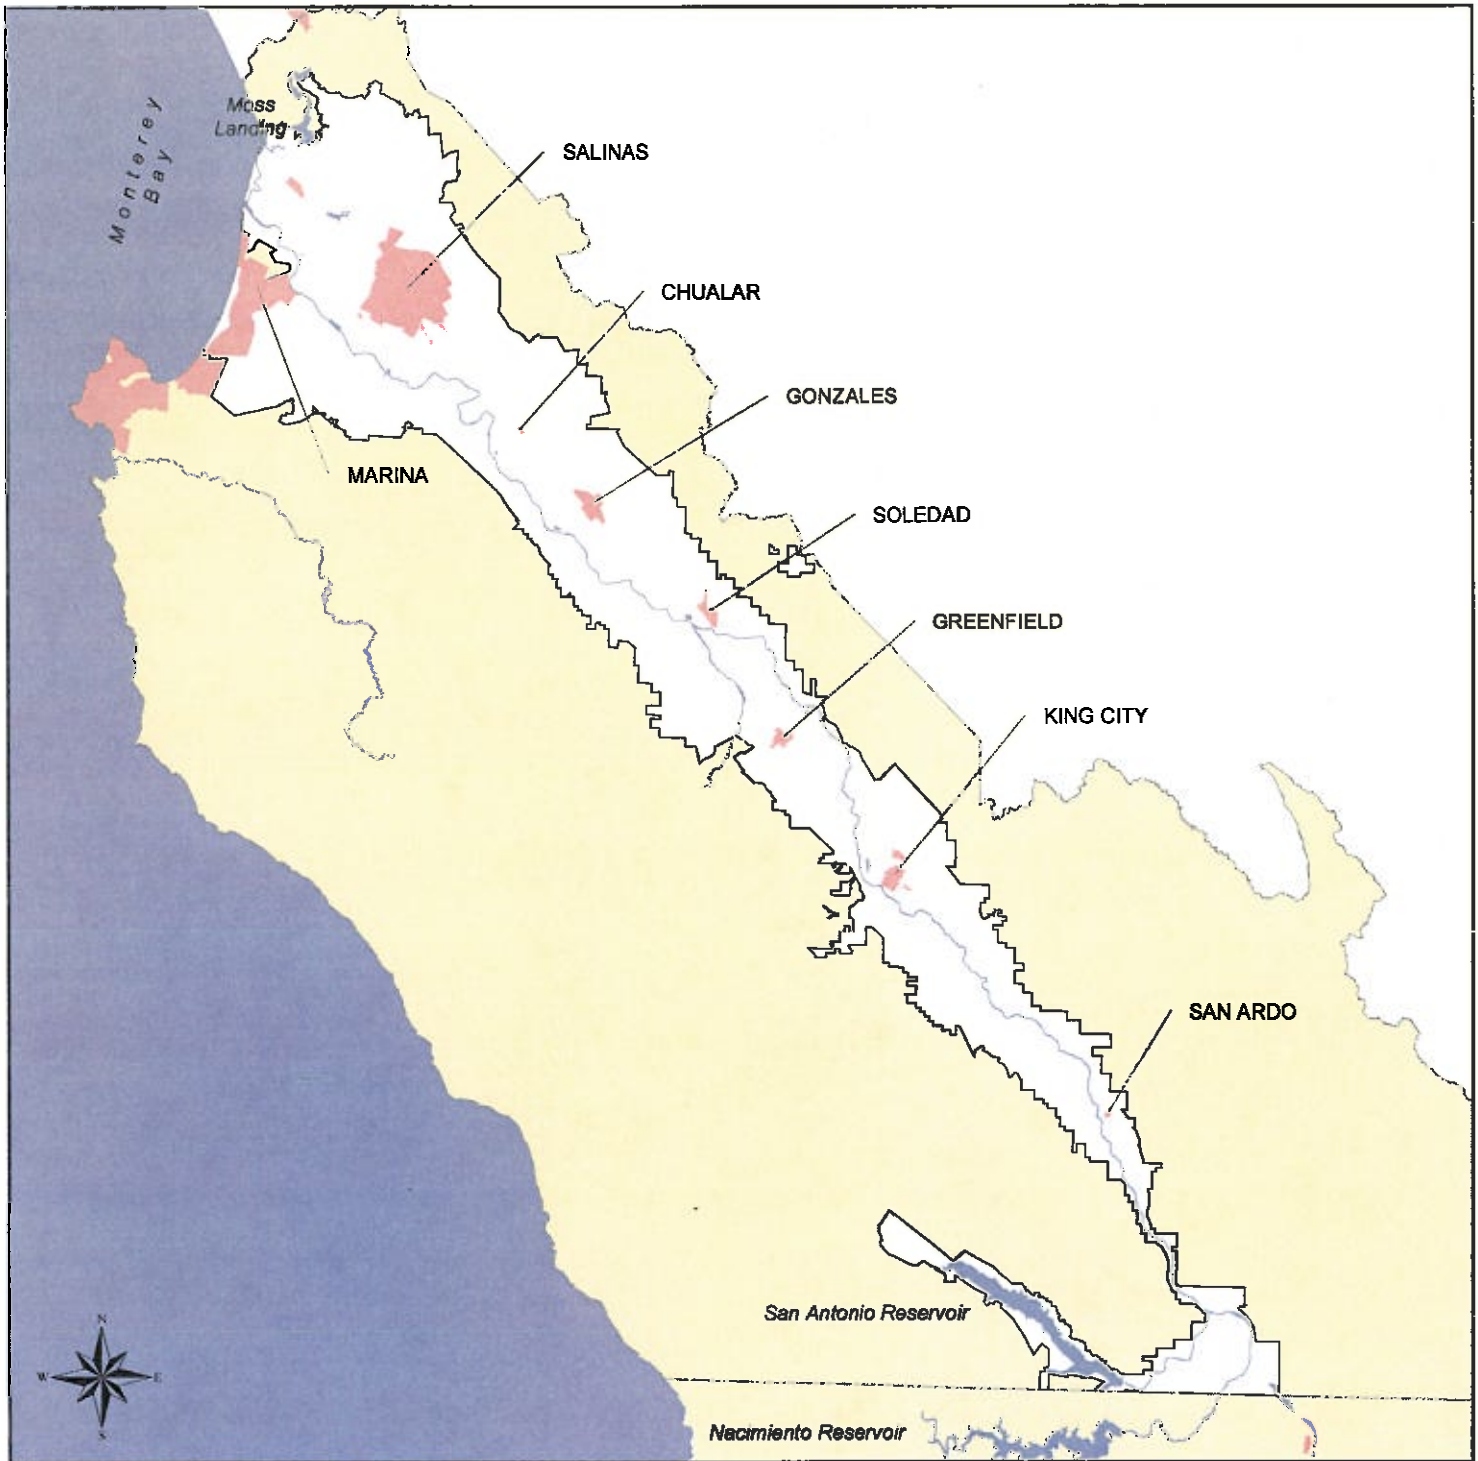 Moss
Landing
Monterey
Bay
SALINAS
CHUALAR
GONZALES
MARINA
SOLEDAD
GREENFIELD
KING CITY
SAN ARDO
San Antonio Reservoir
Nacimiento Reservoir
N
W
E
S